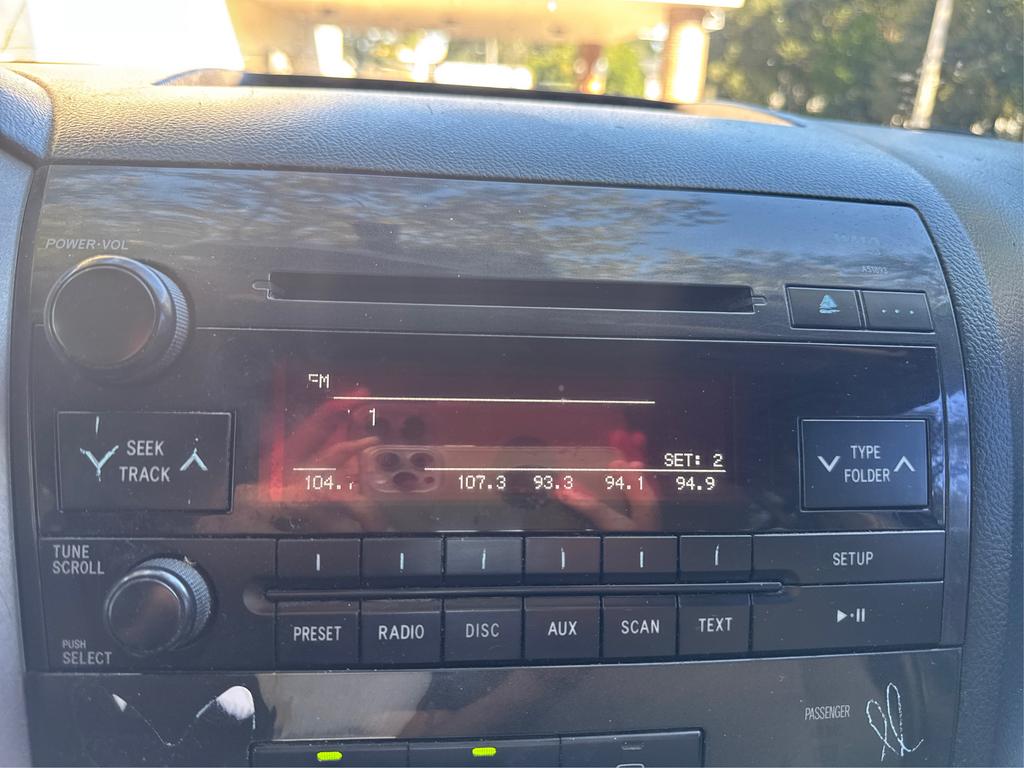 POWER·VOL
A51893
FM
1
SEEK
TRACK
TYPE
FOLDER
SET: 2
107.3 93.3 94.1 94.9
TUNE
SCROLL
SETUP
PRESET RADIO DISC AUX SCAN TEXT
PUSH
SELECT
PASSENGER